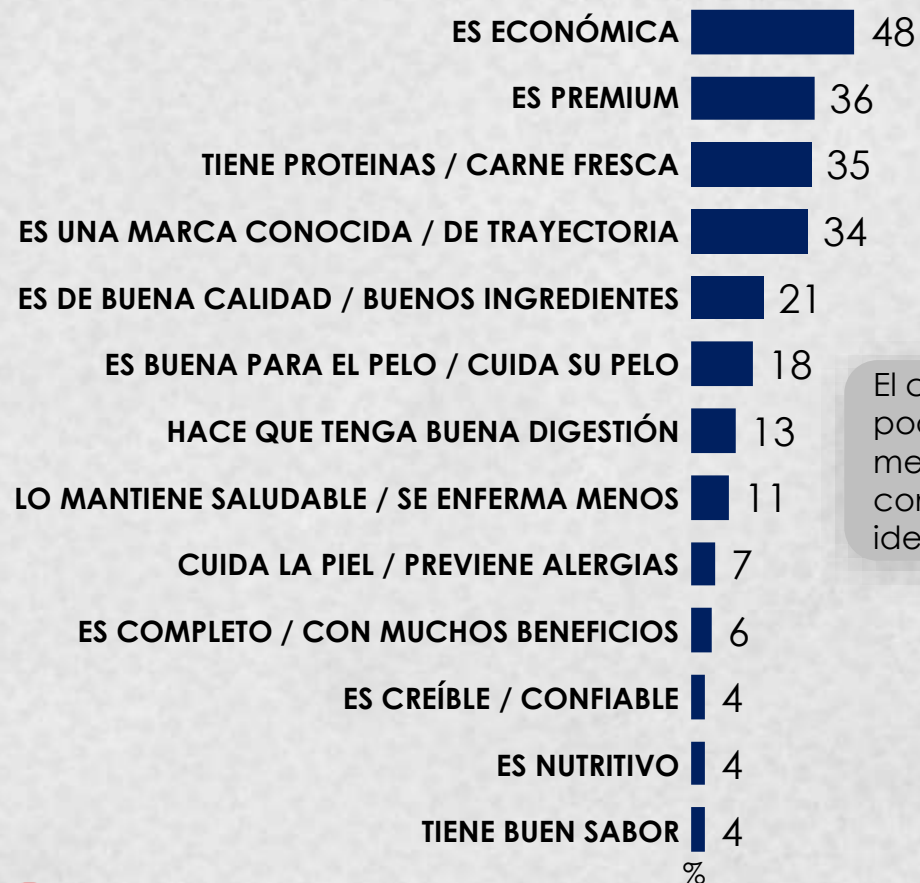 ES ECONÓMICA 48
ES PREMIUM 36
TIENE PROTEINAS / CARNE FRESCA 35
ES UNA MARCA CONOCIDA / DE TRAYECTORIA 34
ES DE BUENA CALIDAD / BUENOS INGREDIENTES 21
ES BUENA PARA EL PELO / CUIDA SU PELO 18
HACE QUE TENGA BUENA DIGESTIÓN 13
LO MANTIENE SALUDABLE / SE ENFERMA MENOS 11
CUIDA LA PIEL / PREVIENE ALERGIAS 7
ES COMPLETO / CON MUCHOS BENEFICIOS 6
ES CREÍBLE / CONFIABLE 4
ES NUTRITIVO 4
TIENE BUEN SABOR 4
%
El